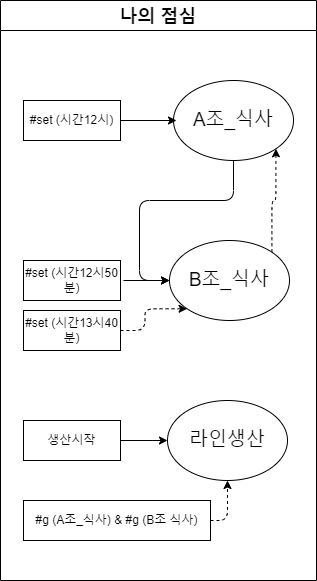 나의 점심
#set (시간12시)
A조_식사
#set (시간12시50
분)
B조_식사
#set (시간13시40
분)
생산시작
라인생산
#g (A조_식사) & #g (B조 식사)